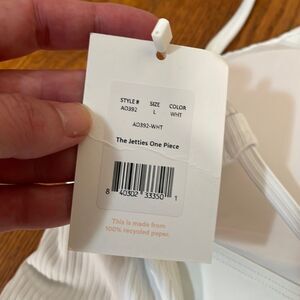 STYLE # SIZE COLOR
AO392 L WHT
AO392-WHT
The Jetties One Piece
8 40302 33350 1
This is made from
100% recycled paper.